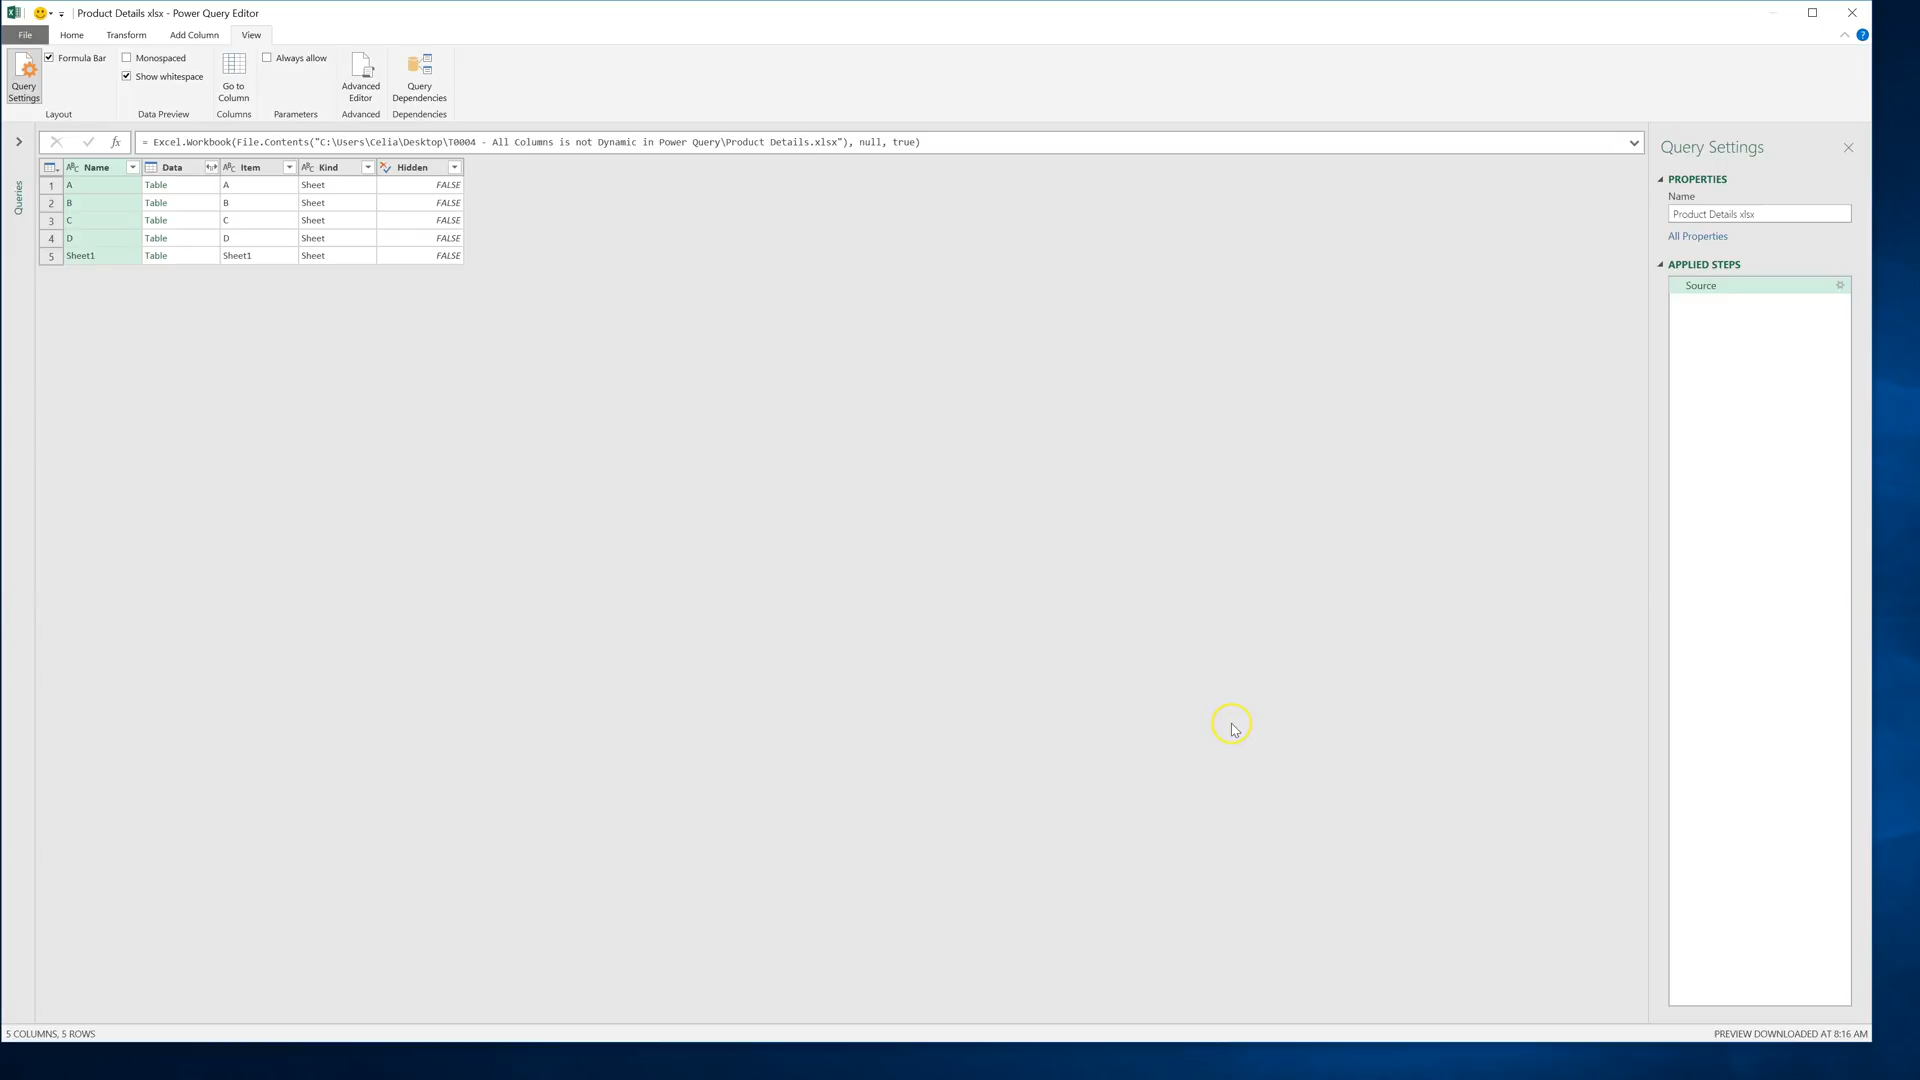 Product Details xlsx - Power Query Editor
File Home Transform Add Column View
Formula Bar Monospaced Always allow
Show whitespace
Query Settings Go to Column Advanced Editor Query Dependencies
Layout Data Preview Columns Parameters Advanced Dependencies
fx = Excel.Workbook(File.Contents("C:\Users\Celia\Desktop\T0004 - All Columns is not Dynamic in Power Query\Product Details.xlsx"), null, true)
Queries
Name Data Item Kind Hidden
1 A Table A Sheet FALSE
2 B Table B Sheet FALSE
3 C Table C Sheet FALSE
4 D Table D Sheet FALSE
5 Sheet1 Table Sheet1 Sheet FALSE
Query Settings
PROPERTIES
Name
Product Details xlsx
All Properties
APPLIED STEPS
Source
5 COLUMNS, 5 ROWS
PREVIEW DOWNLOADED AT 8:16 AM